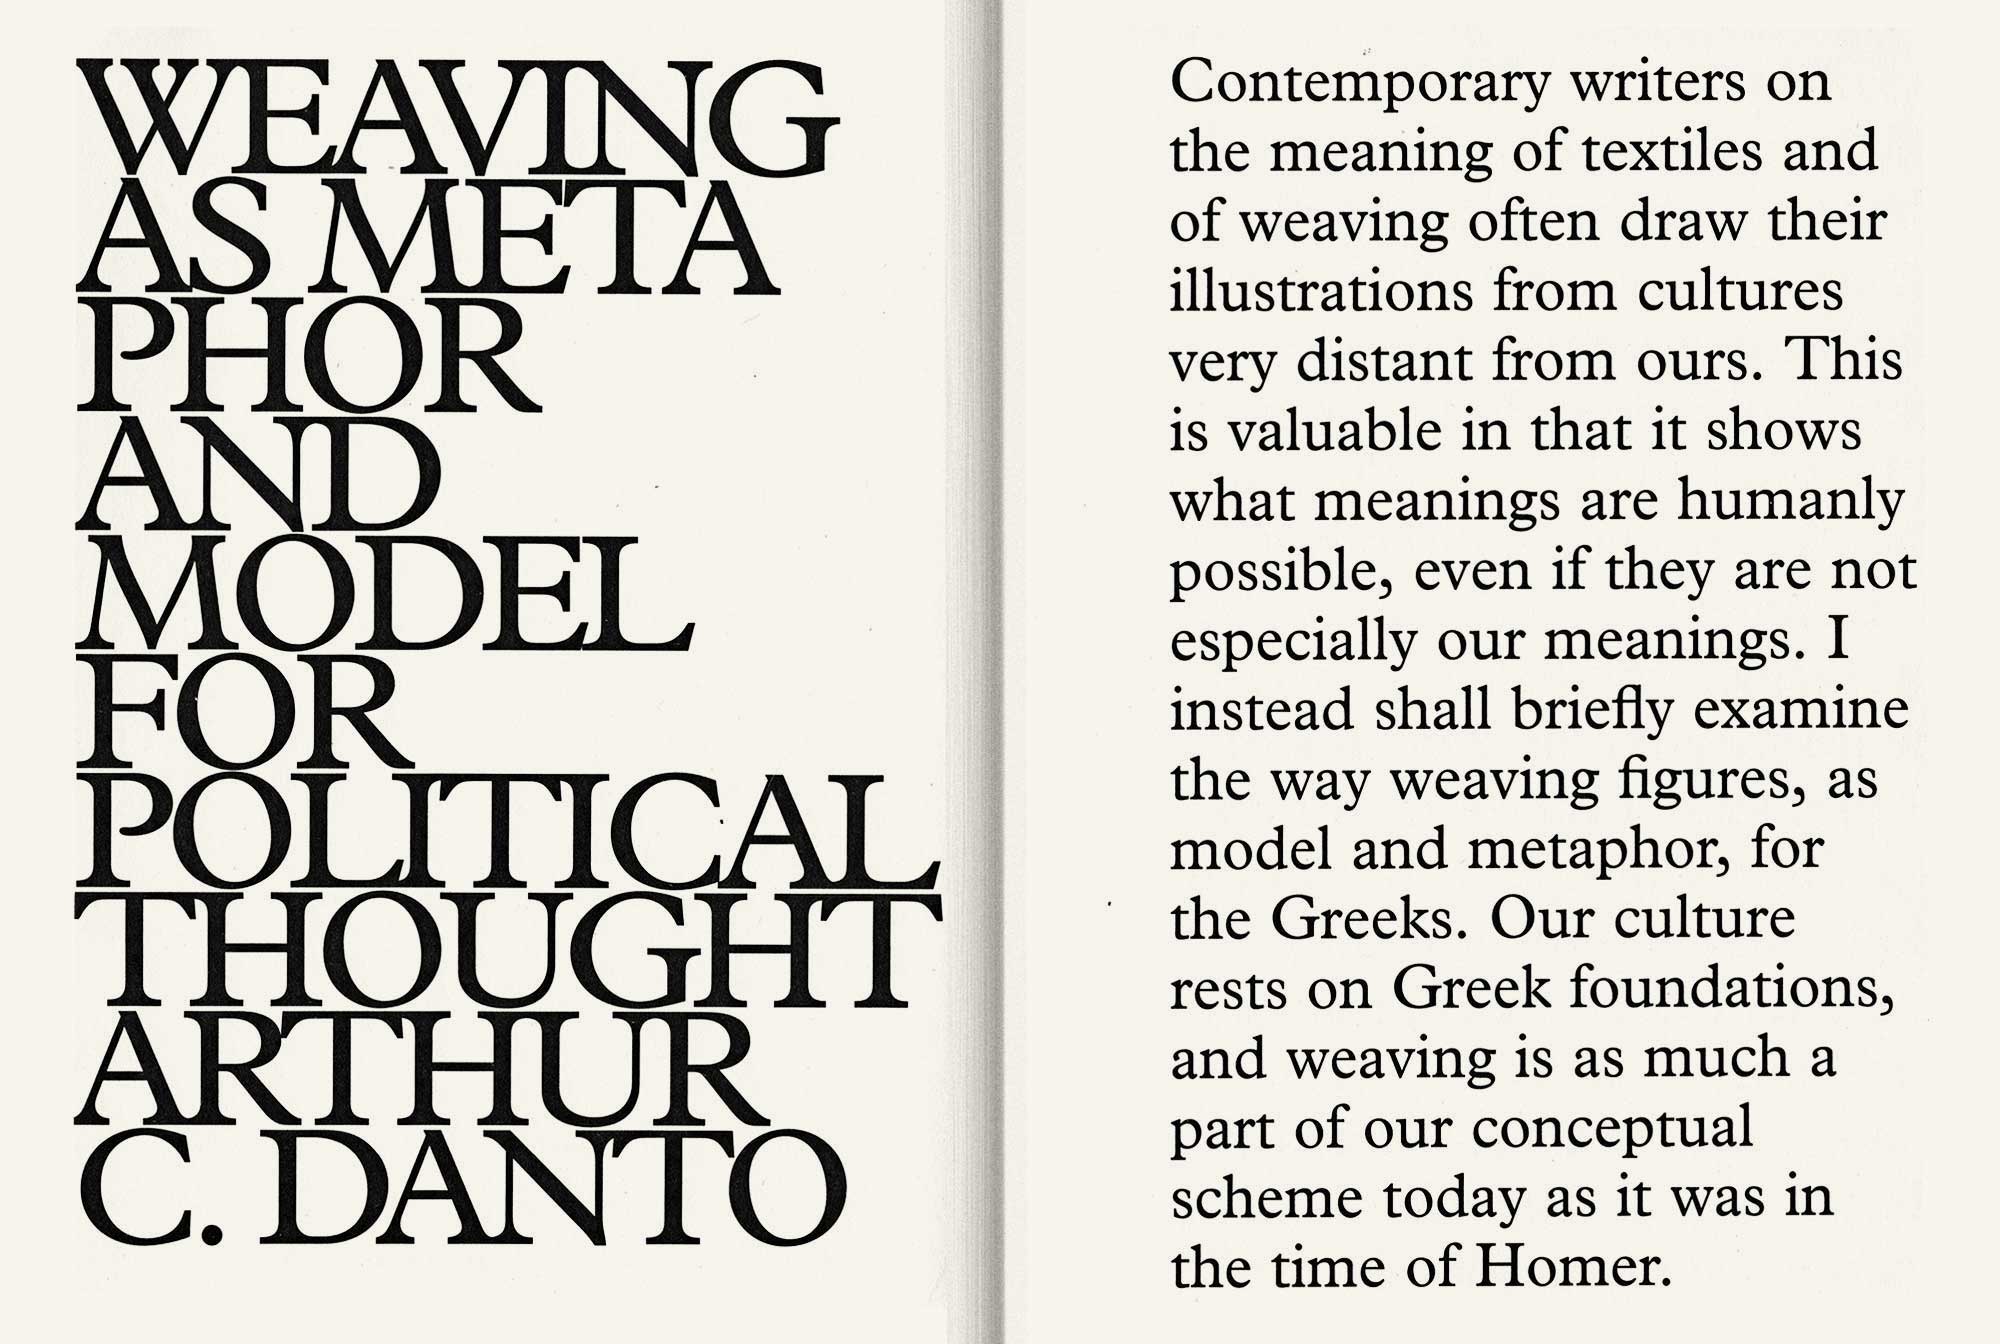 WEAVING
AS META
PHOR
AND
MODEL
FOR
POLITICAL
THOUGHT
ARTHUR
C. DANTO
Contemporary writers on
the meaning of textiles and
of weaving often draw their
illustrations from cultures
very distant from ours. This
is valuable in that it shows
what meanings are humanly
possible, even if they are not
especially our meanings. I
instead shall briefly examine
the way weaving figures, as
model and metaphor, for
the Greeks. Our culture
rests on Greek foundations,
and weaving is as much a
part of our conceptual
scheme today as it was in
the time of Homer.